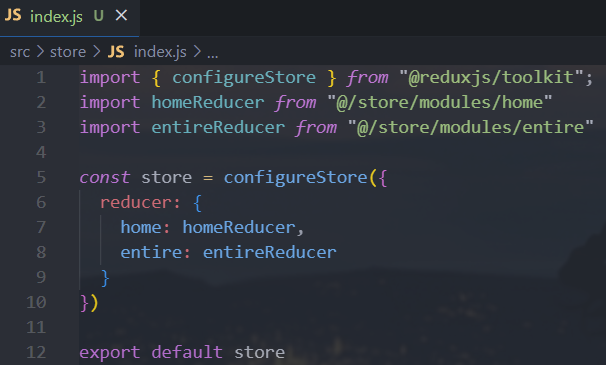 JS index.js U ×
src > store > JS index.js > ...
1 import { configureStore } from "@reduxjs/toolkit";
2 import homeReducer from "@/store/modules/home"
3 import entireReducer from "@/store/modules/entire"
4
5 const store = configureStore({
6   reducer: {
7     home: homeReducer,
8     entire: entireReducer
9   }
10 })
11
12 export default store